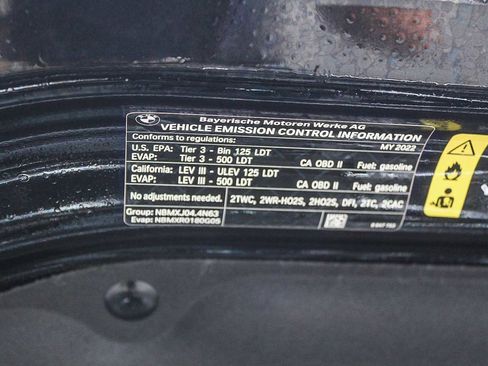 BMW
Bayerische Motoren Werke AG
VEHICLE EMISSION CONTROL INFORMATION
Conforms to regulations: MY 2022
U.S. EPA: Tier 3 - Bin 125 LDT
EVAP: Tier 3 - 500 LDT CA OBD II Fuel: gasoline
California: LEV III - ULEV 125 LDT
EVAP: LEV III - 500 LDT CA OBD II Fuel: gasoline
No adjustments needed. 2TWC, 2WR-HO2S, 2HO2S, DFI, 2TC, 2CAC
Group: NBMXJ04.4N63
Evap: NBMXR0180G05